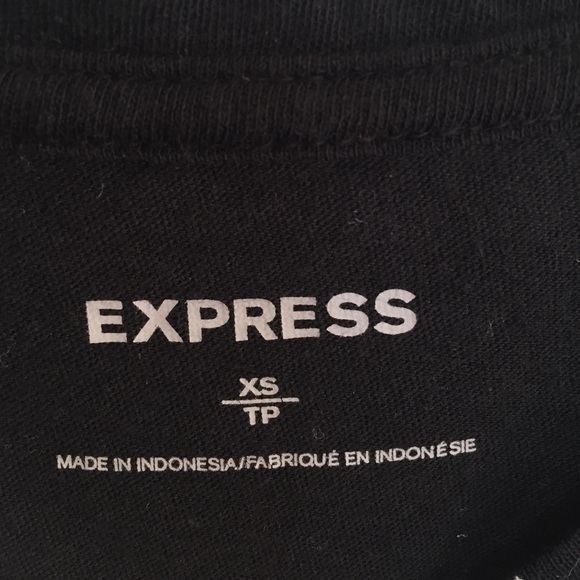 EXPRESS
XS
TP
MADE IN INDONESIA/FABRIQUÉ EN INDONÉSIE